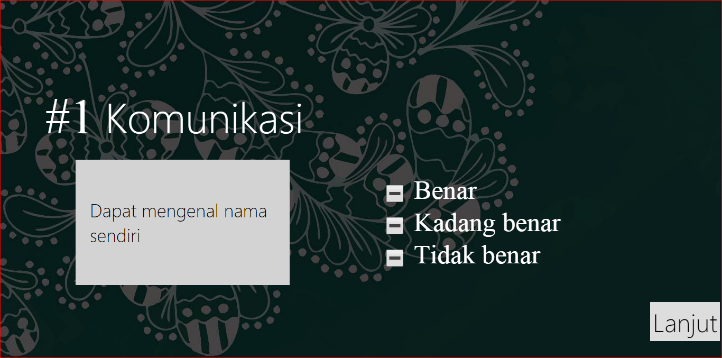 #1 Komunikasi
Dapat mengenal nama
sendiri
Benar
Kadang benar
Tidak benar
Lanjut